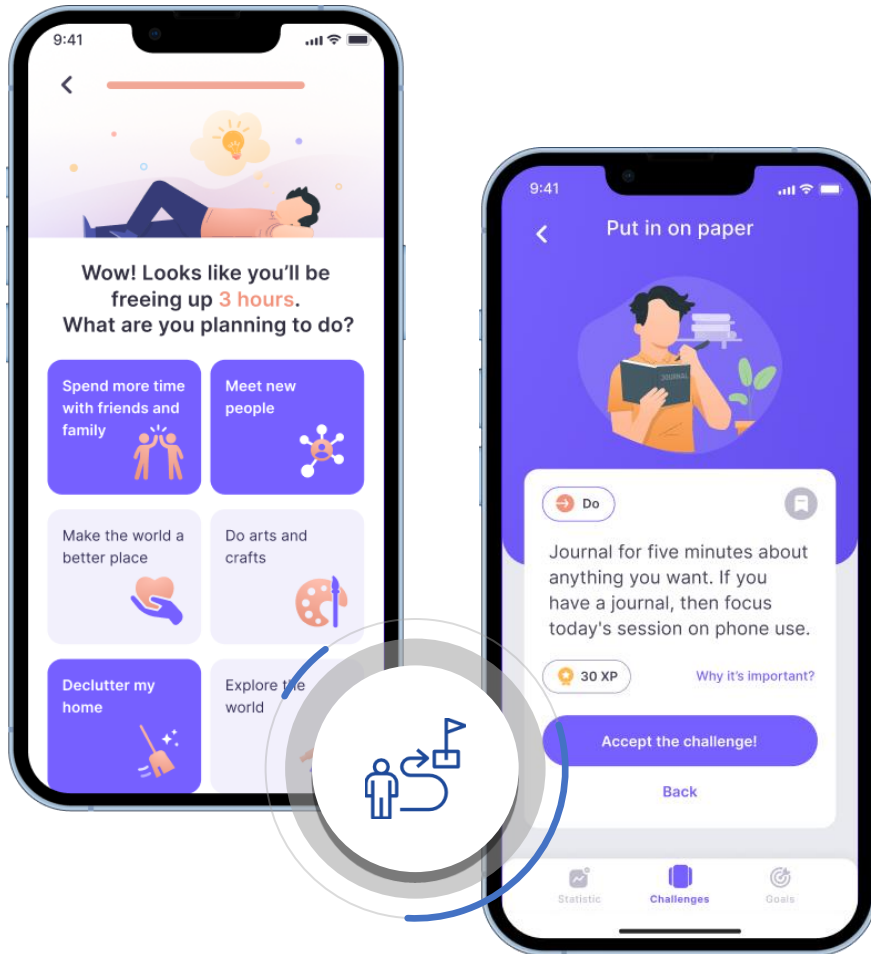 9:41
Wow! Looks like you’ll be
freeing up 3 hours.
What are you planning to do?
Spend more time
with friends and
family
Meet new
people
Make the world a
better place
Do arts and
crafts
Declutter my
home
Explore the
world
9:41
Put in on paper
JOURNAL
Do
Journal for five minutes about
anything you want. If you
have a journal, then focus
today's session on phone use.
30 XP
Why it's important?
Accept the challenge!
Back
Statistic
Challenges
Goals